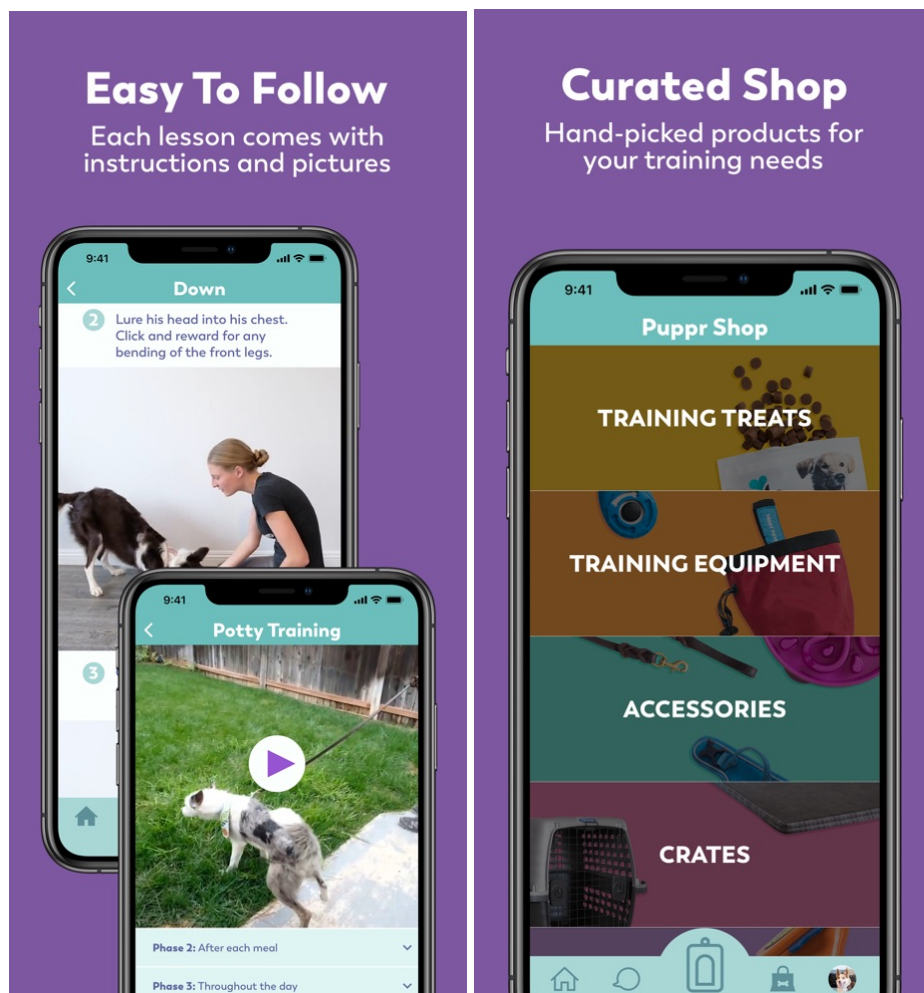 Easy To Follow
Each lesson comes with
instructions and pictures
9:41
Down
2
Lure his head into his chest.
Click and reward for any
bending of the front legs.
3
9:41
Potty Training
Phase 2: After each meal
Phase 3: Throughout the day
Curated Shop
Hand-picked products for
your training needs
9:41
Puppr Shop
TRAINING TREATS
TRAINING EQUIPMENT
ACCESSORIES
CRATES